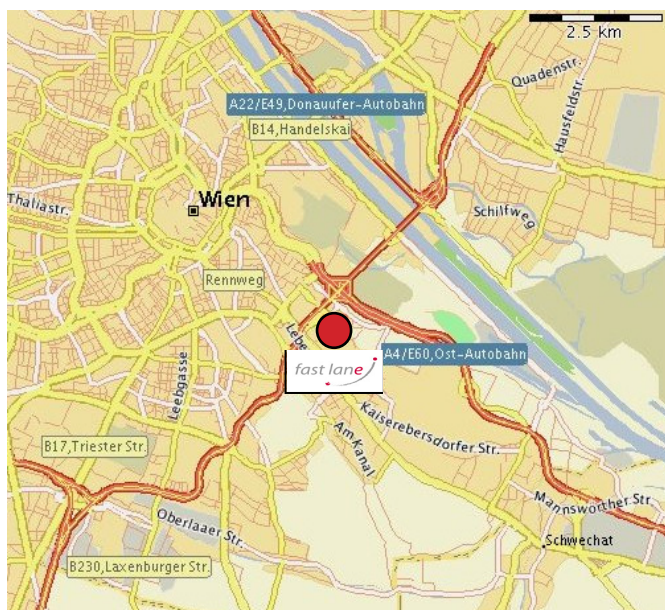 2.5 km
Quadenstr.
A22/E49,Donauufer-Autobahn
Hausfeldstr.
B14,Handelskai
Wien
Thaliastr.
Schilfweg
Rennweg
Lebe
A4/E60,Ost-Autobahn
fast lane
Leebgasse
Kaiserebersdorfer Str.
Am Kanal
B17,Triester Str.
Mannswörther Str.
Oberlaaer Str.
Schwechat
B230,Laxenburger Str.